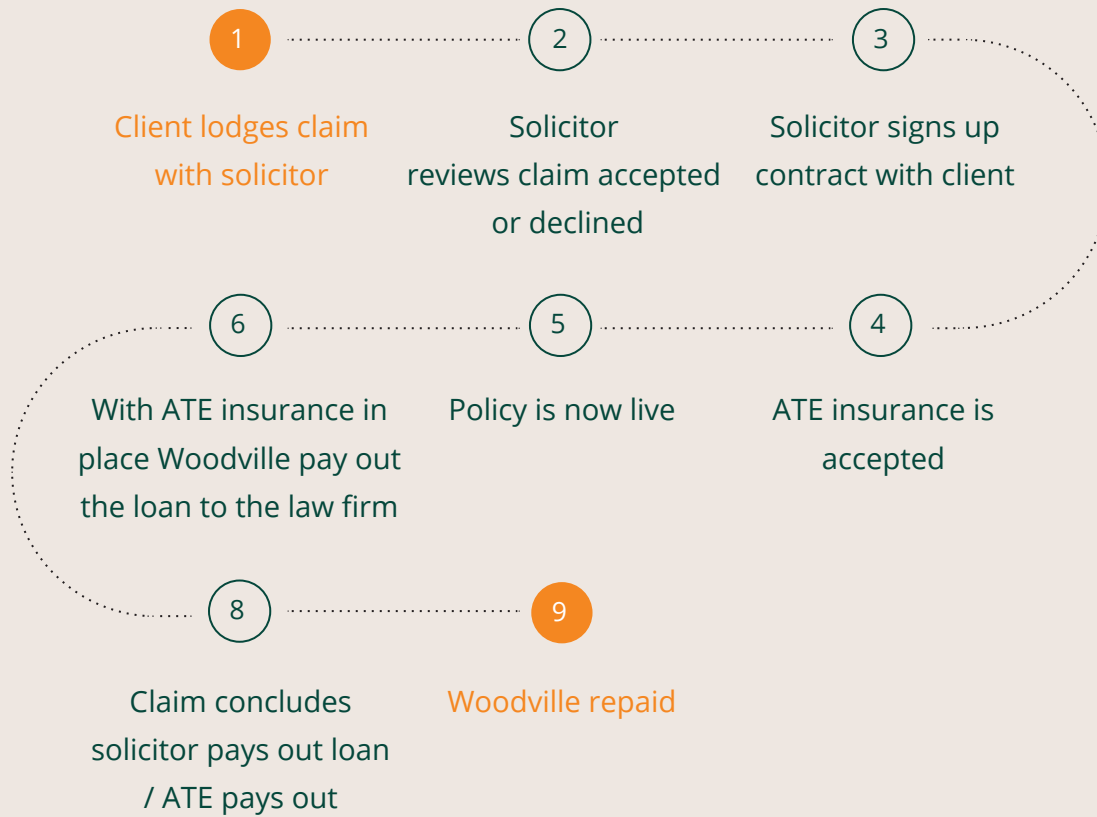 1
Client lodges claim
with solicitor
2
Solicitor
reviews claim accepted
or declined
3
Solicitor signs up
contract with client
4
ATE insurance is
accepted
5
Policy is now live
6
With ATE insurance in
place Woodville pay out
the loan to the law firm
8
Claim concludes
solicitor pays out loan
/ ATE pays out
9
Woodville repaid